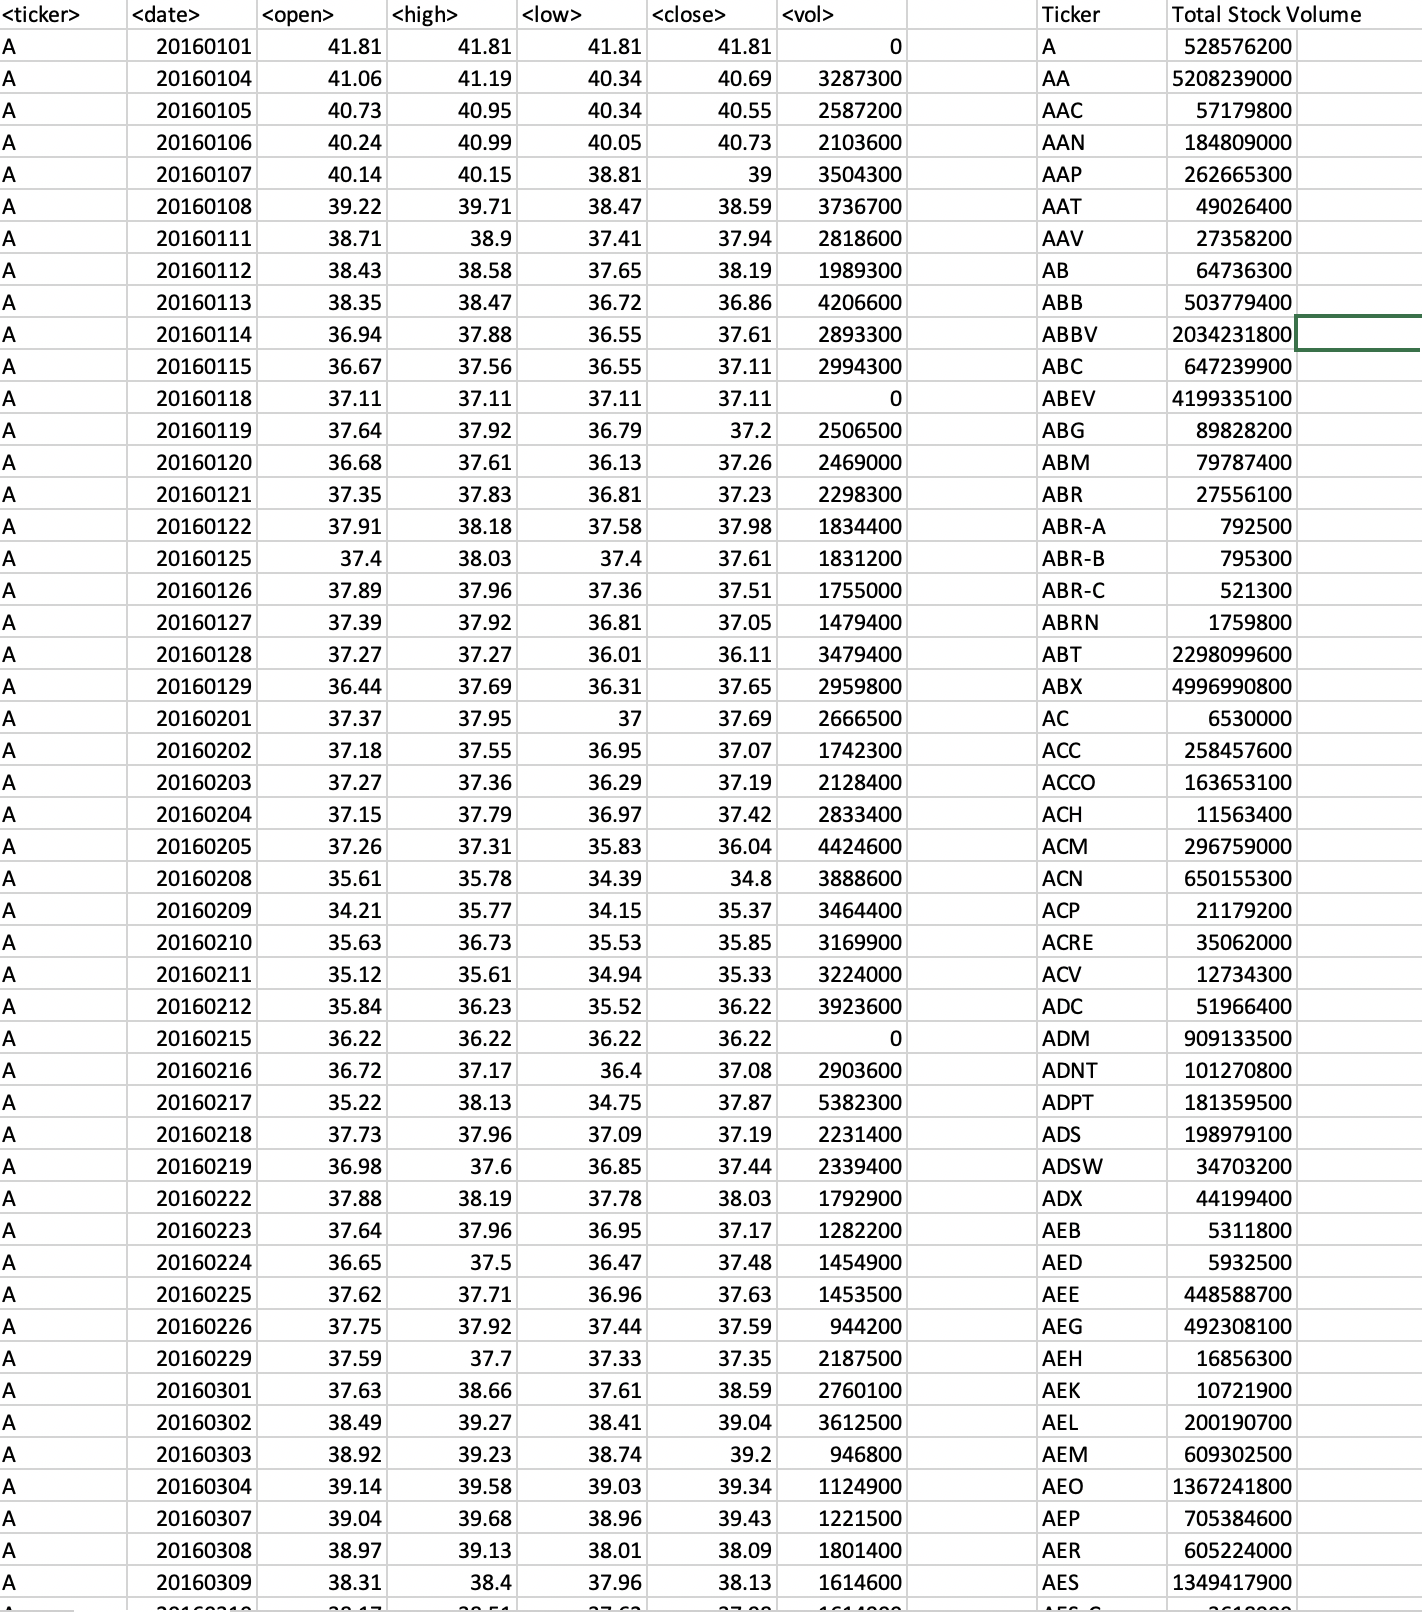 <ticker> <date> <open> <high> <low> <close> <vol> Ticker Total Stock Volume
A 20160101 41.81 41.81 41.81 41.81 0 A 528576200
A 20160104 41.06 41.19 40.34 40.69 3287300 AA 5208239000
A 20160105 40.73 40.95 40.34 40.55 2587200 AAC 57179800
A 20160106 40.24 40.99 40.05 40.73 2103600 AAN 184809000
A 20160107 40.14 40.15 38.81 39 3504300 AAP 262665300
A 20160108 39.22 39.71 38.47 38.59 3736700 AAT 49026400
A 20160111 38.71 38.9 37.41 37.94 2818600 AAV 27358200
A 20160112 38.43 38.58 37.65 38.19 1989300 AB 64736300
A 20160113 38.35 38.47 36.72 36.86 4206600 ABB 503779400
A 20160114 36.94 37.88 36.55 37.61 2893300 ABBV 2034231800
A 20160115 36.67 37.56 36.55 37.11 2994300 ABC 647239900
A 20160118 37.11 37.11 37.11 37.11 0 ABEV 4199335100
A 20160119 37.64 37.92 36.79 37.2 2506500 ABG 89828200
A 20160120 36.68 37.61 36.13 37.26 2469000 ABM 79787400
A 20160121 37.35 37.83 36.81 37.23 2298300 ABR 27556100
A 20160122 37.91 38.18 37.58 37.98 1834400 ABR-A 792500
A 20160125 37.4 38.03 37.4 37.61 1831200 ABR-B 795300
A 20160126 37.89 37.96 37.36 37.51 1755000 ABR-C 521300
A 20160127 37.39 37.92 36.81 37.05 1479400 ABRN 1759800
A 20160128 37.27 37.27 36.01 36.11 3479400 ABT 2298099600
A 20160129 36.44 37.69 36.31 37.65 2959800 ABX 4996990800
A 20160201 37.37 37.95 37 37.69 2666500 AC 6530000
A 20160202 37.18 37.55 36.95 37.07 1742300 ACC 258457600
A 20160203 37.27 37.36 36.29 37.19 2128400 ACCO 163653100
A 20160204 37.15 37.79 36.97 37.42 2833400 ACH 11563400
A 20160205 37.26 37.31 35.83 36.04 4424600 ACM 296759000
A 20160208 35.61 35.78 34.39 34.8 3888600 ACN 650155300
A 20160209 34.21 35.77 34.15 35.37 3464400 ACP 21179200
A 20160210 35.63 36.73 35.53 35.85 3169900 ACRE 35062000
A 20160211 35.12 35.61 34.94 35.33 3224000 ACV 12734300
A 20160212 35.84 36.23 35.52 36.22 3923600 ADC 51966400
A 20160215 36.22 36.22 36.22 36.22 0 ADM 909133500
A 20160216 36.72 37.17 36.4 37.08 2903600 ADNT 101270800
A 20160217 35.22 38.13 34.75 37.87 5382300 ADPT 181359500
A 20160218 37.73 37.96 37.09 37.19 2231400 ADS 198979100
A 20160219 36.98 37.6 36.85 37.44 2339400 ADSW 34703200
A 20160222 37.88 38.19 37.78 38.03 1792900 ADX 44199400
A 20160223 37.64 37.96 36.95 37.17 1282200 AEB 5311800
A 20160224 36.65 37.5 36.47 37.48 1454900 AED 5932500
A 20160225 37.62 37.71 36.96 37.63 1453500 AEE 448588700
A 20160226 37.75 37.92 37.44 37.59 944200 AEG 492308100
A 20160229 37.59 37.7 37.33 37.35 2187500 AEH 16856300
A 20160301 37.63 38.66 37.61 38.59 2760100 AEK 10721900
A 20160302 38.49 39.27 38.41 39.04 3612500 AEL 200190700
A 20160303 38.92 39.23 38.74 39.2 946800 AEM 609302500
A 20160304 39.14 39.58 39.03 39.34 1124900 AEO 1367241800
A 20160307 39.04 39.68 38.96 39.43 1221500 AEP 705384600
A 20160308 38.97 39.13 38.01 38.09 1801400 AER 605224000
A 20160309 38.31 38.4 37.96 38.13 1614600 AES 1349417900